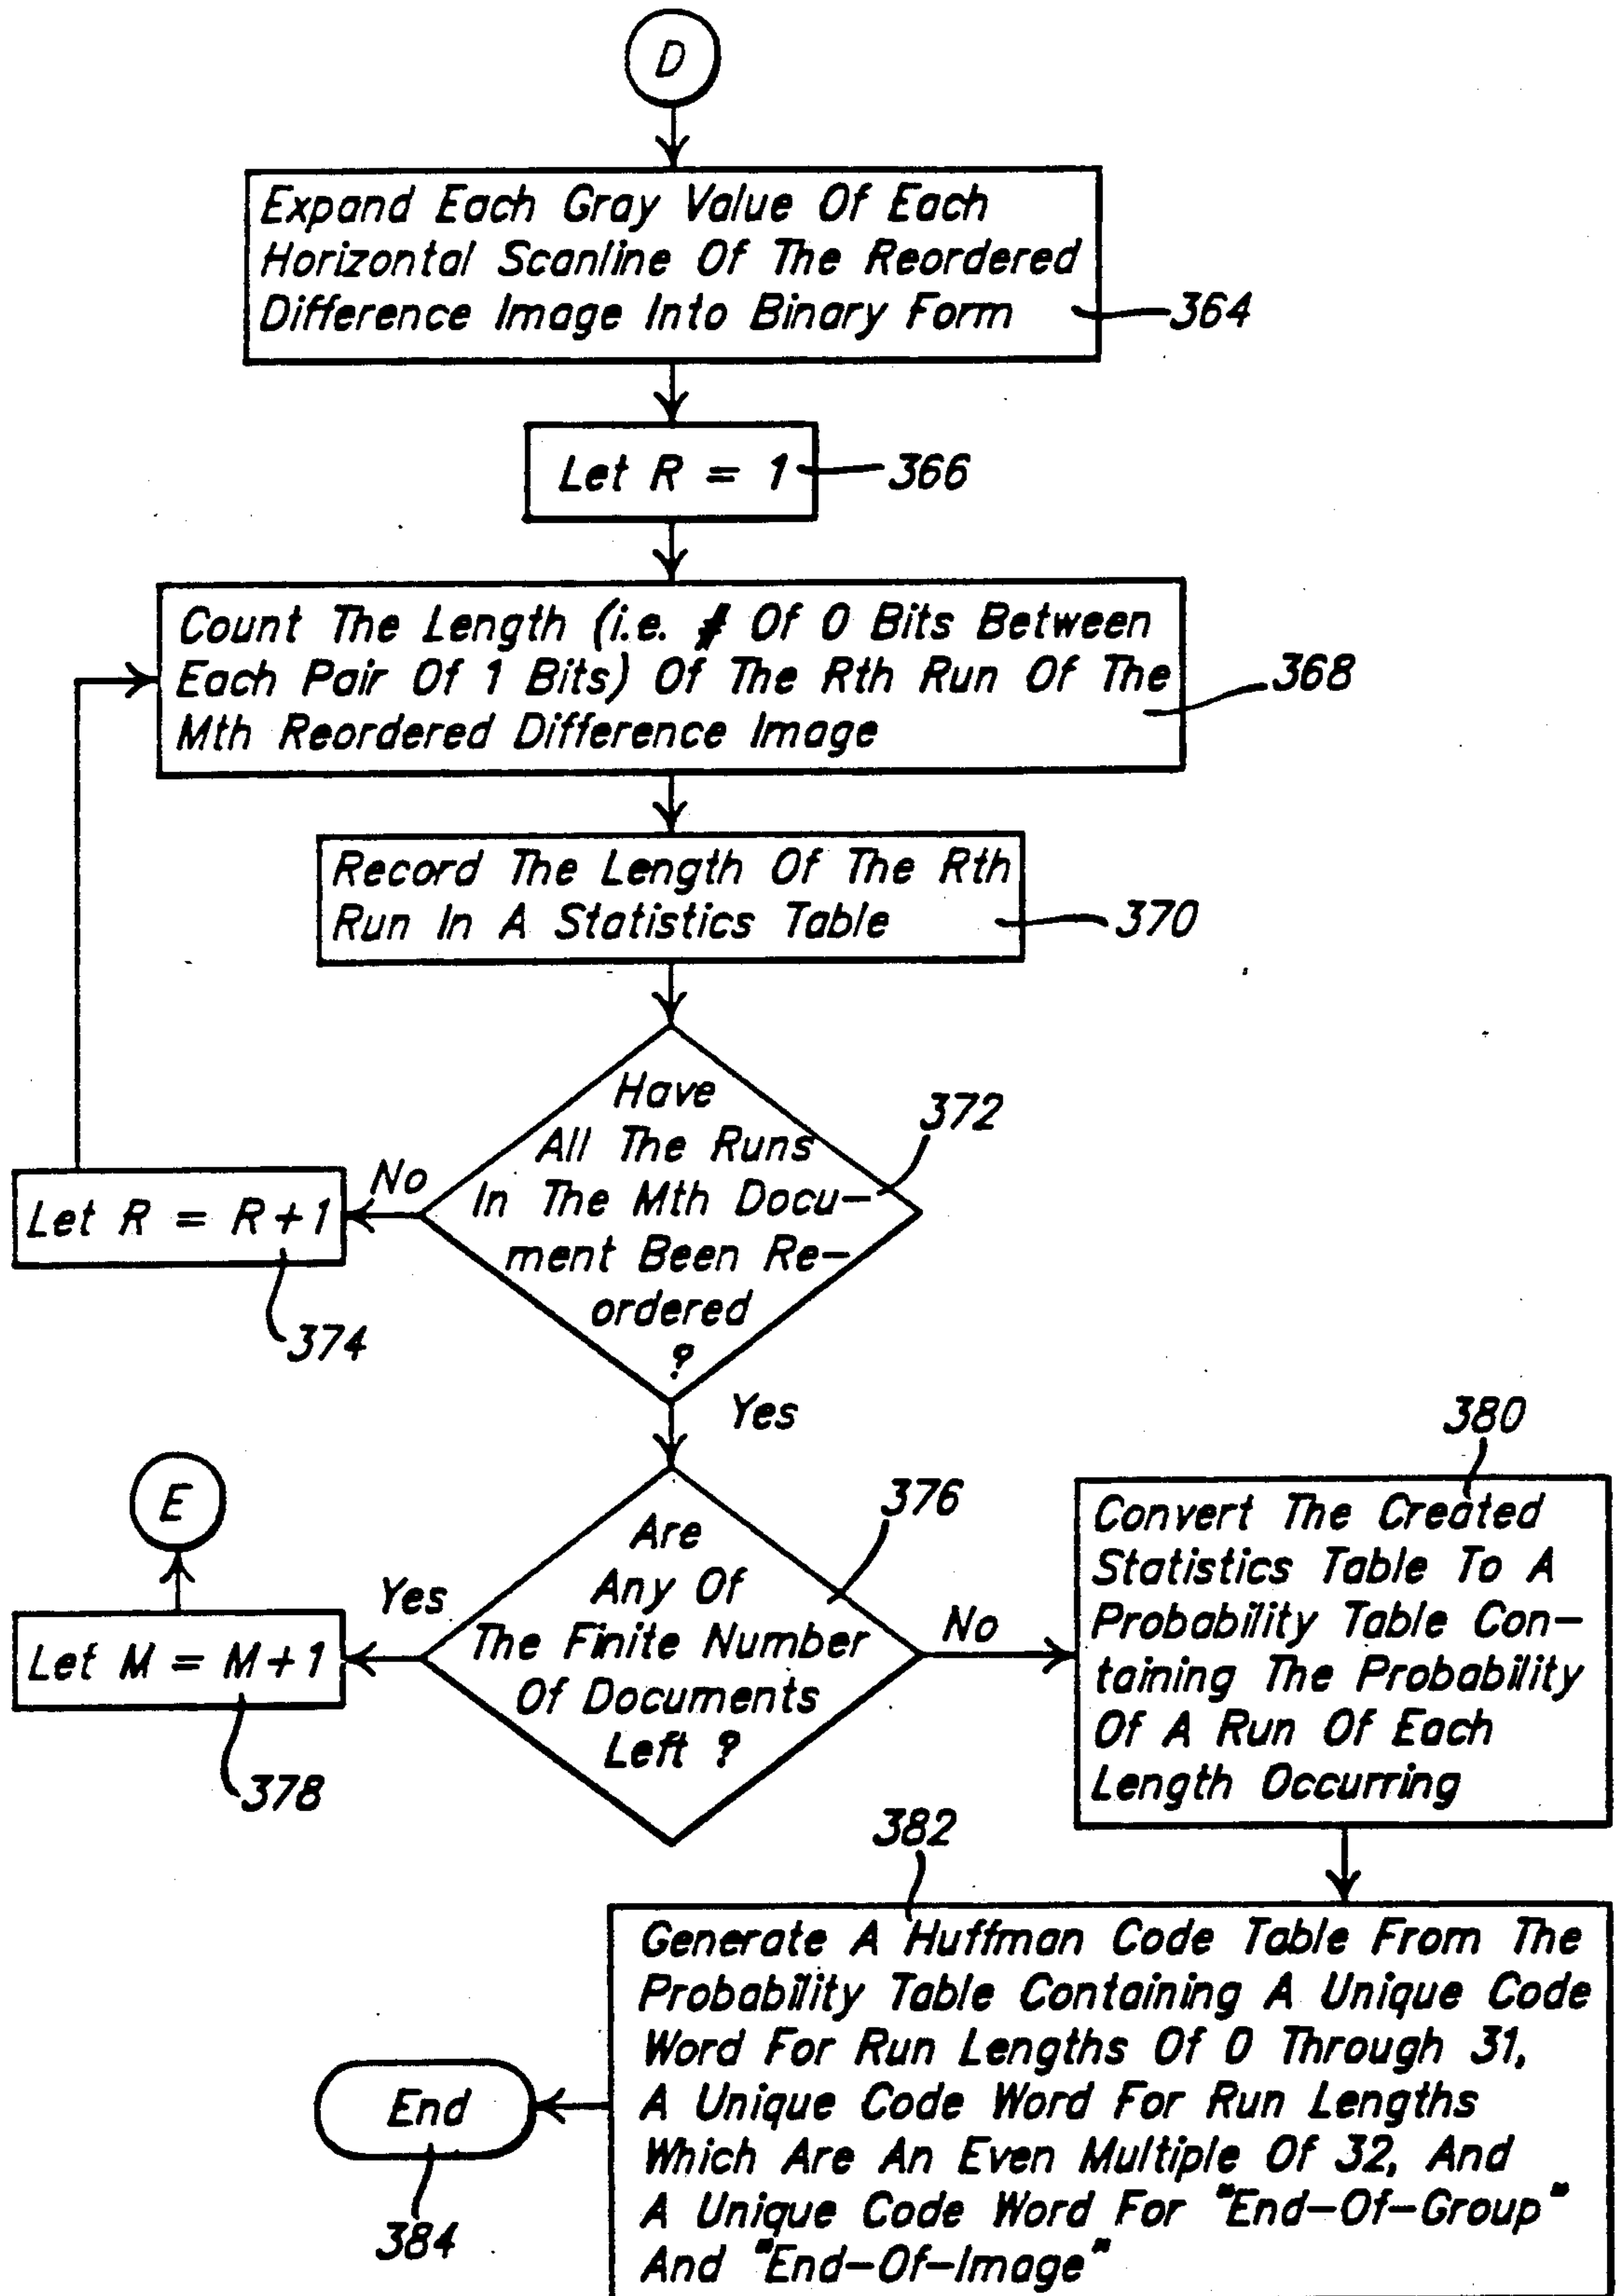 D
Expand Each Gray Value Of Each
Horizontal Scanline Of The Reordered
Difference Image Into Binary Form
364
Let R = 1
366
Count The Length (i.e. # Of 0 Bits Between
Each Pair Of 1 Bits) Of The Rth Run Of The
Mth Reordered Difference Image
368
Record The Length Of The Rth
Run In A Statistics Table
370
Have
All The Runs
In The Mth Docu-
ment Been Re-
ordered
?
372
No
Let R = R+1
374
Yes
Are
Any Of
The Finite Number
Of Documents
Left ?
376
Yes
Let M = M+1
378
E
No
380
Convert The Created
Statistics Table To A
Probability Table Con-
taining The Probability
Of A Run Of Each
Length Occurring
382
Generate A Huffman Code Table From The
Probability Table Containing A Unique Code
Word For Run Lengths Of 0 Through 31,
A Unique Code Word For Run Lengths
Which Are An Even Multiple Of 32, And
A Unique Code Word For "End-Of-Group"
And "End-Of-Image"
End
384